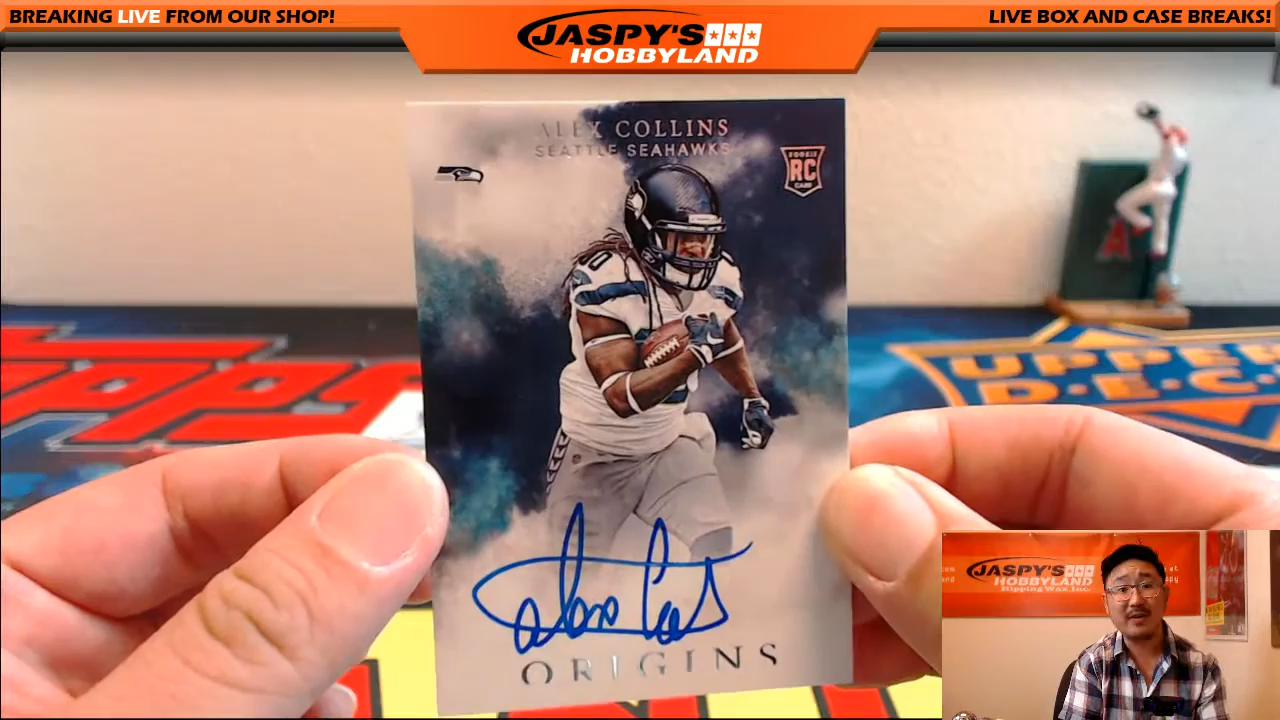 BREAKING LIVE FROM OUR SHOP!
JASPY'S
HOBBYLAND
LIVE BOX AND CASE BREAKS!
ALEX COLLINS
SEATTLE SEAHAWKS
ROOKIE
RC
CARD
A
UPPER
D·E·C
ORIGINS
JASPY'S
HOBBYLAND
Ripping Wax Inc.